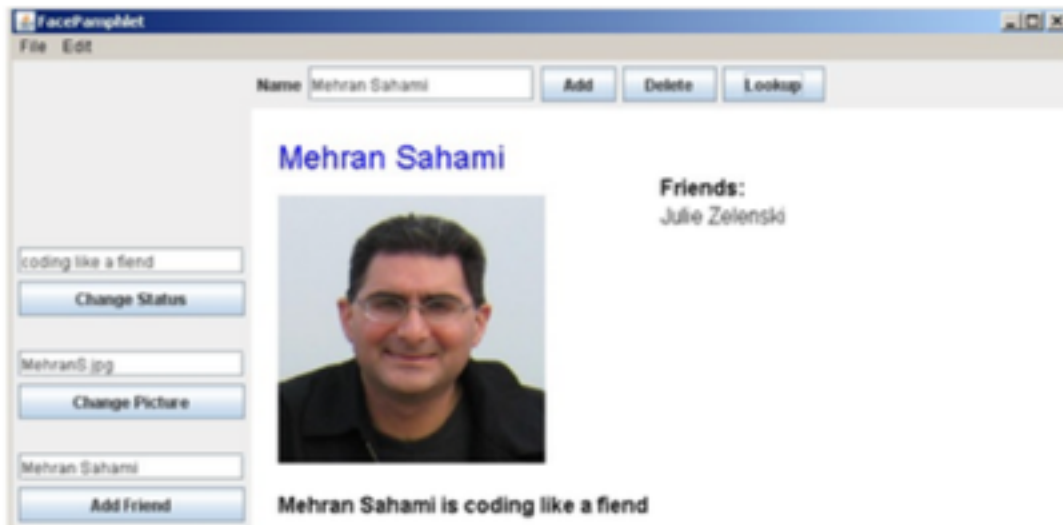 FacePamphlet
File Edit
Name Mehran Sahami Add Delete Lookup
Mehran Sahami
Friends:
Julie Zelenski
coding like a fiend
Change Status
MehranS.jpg
Change Picture
Mehran Sahami
Add Friend
Mehran Sahami is coding like a fiend